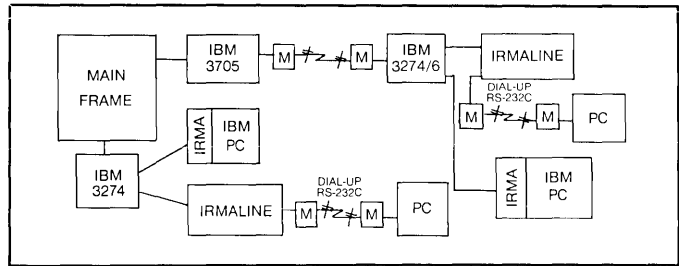 MAIN
FRAME
IBM
3705
M
M
IBM
3274/6
IRMALINE
DIAL-UP
RS-232C
M
M
PC
IRMA
IBM
PC
IBM
3274
IRMALINE
DIAL-UP
RS-232C
M
M
PC
IRMA
IBM
PC